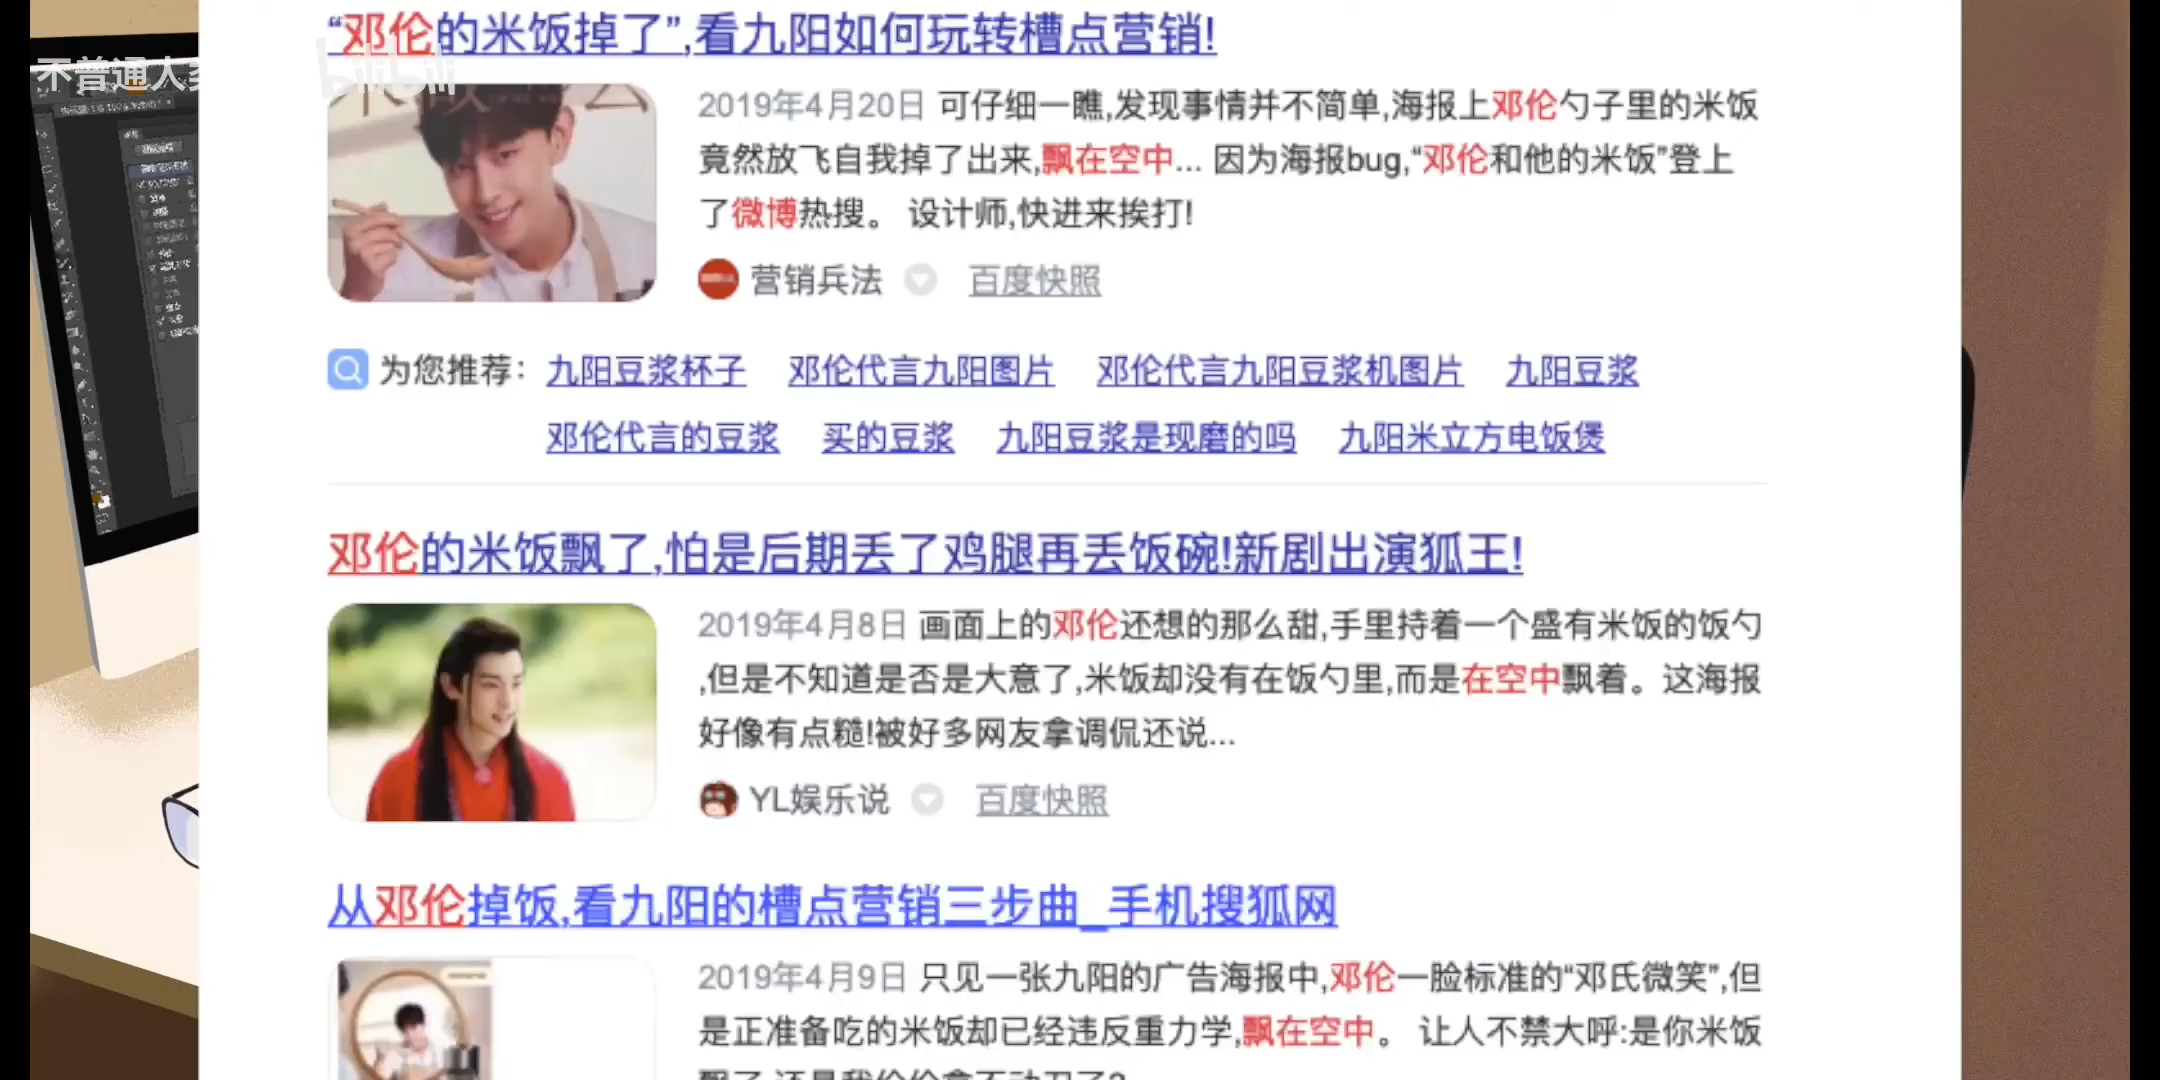 “邓伦的米饭掉了”,看九阳如何玩转槽点营销!
不普通人
bilibili
2019年4月20日 可仔细一瞧,发现事情并不简单,海报上邓伦勺子里的米饭
竟然放飞自我掉了出来,飘在空中... 因为海报bug,“邓伦和他的米饭”登上
了微博热搜。 设计师,快进来挨打!
营销兵法 百度快照
为您推荐: 九阳豆浆杯子 邓伦代言九阳图片 邓伦代言九阳豆浆机图片 九阳豆浆
邓伦代言的豆浆 买的豆浆 九阳豆浆是现磨的吗 九阳米立方电饭煲
邓伦的米饭飘了,怕是后期丢了鸡腿再丢饭碗!新剧出演狐王!
2019年4月8日 画面上的邓伦还想的那么甜,手里持着一个盛有米饭的饭勺
,但是不知道是否是大意了,米饭却没有在饭勺里,而是在空中飘着。这海报
好像有点糙!被好多网友拿调侃还说...
YL娱乐说 百度快照
从邓伦掉饭,看九阳的槽点营销三步曲_手机搜狐网
2019年4月9日 只见一张九阳的广告海报中,邓伦一脸标准的“邓氏微笑”,但
是正准备吃的米饭却已经违反重力学,飘在空中。 让人不禁大呼:是你米饭